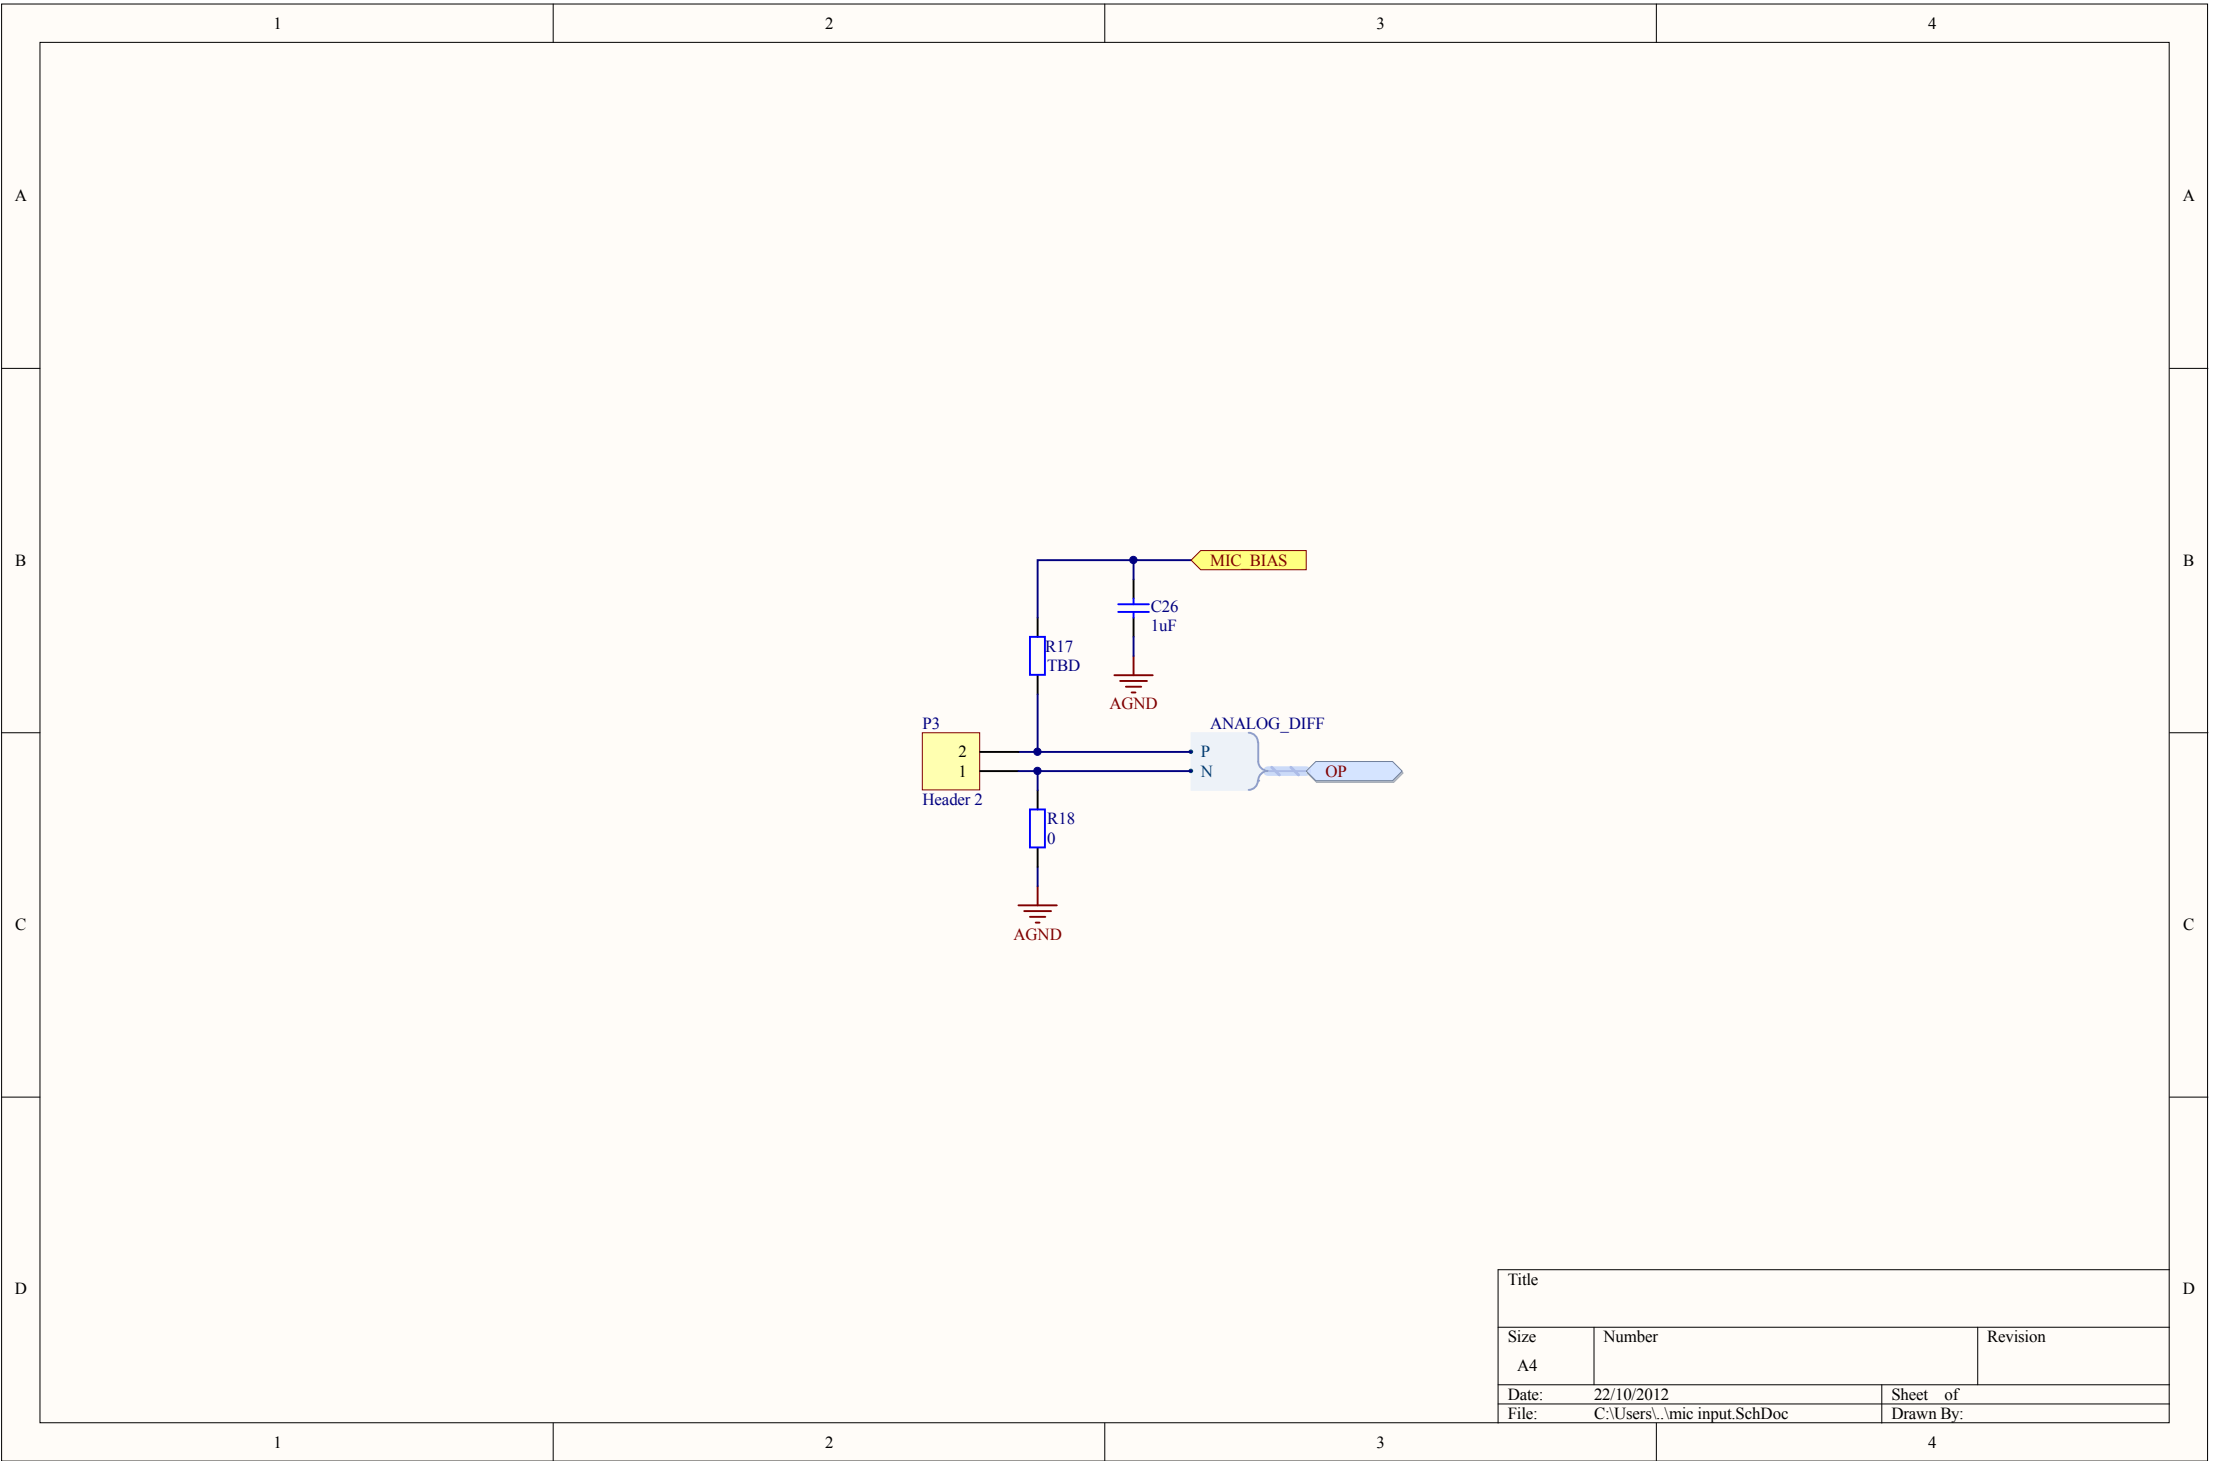 1 2 3 4
A A
B B
MIC_BIAS
C26
1uF
R17
TBD
AGND
P3 ANALOG_DIFF
2 P
1 N OP
Header 2
R18
0
C C
AGND
D D
Title
Size Number Revision
A4
Date: 22/10/2012 Sheet of
File: C:\Users\..\mic input.SchDoc Drawn By:
1 2 3 4